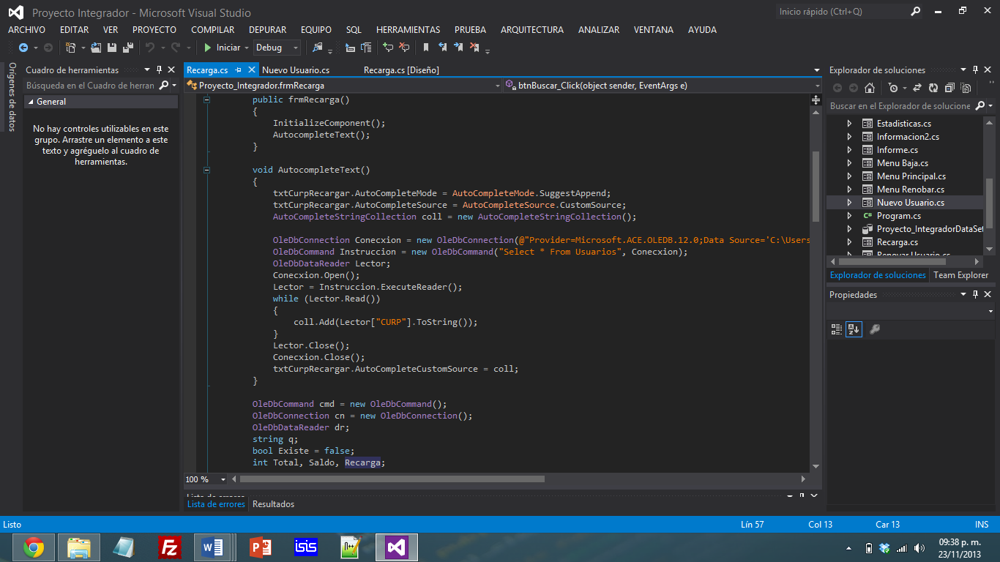 Proyecto Integrador - Microsoft Visual Studio
Inicio rápido (Ctrl+Q)
ARCHIVO EDITAR VER PROYECTO COMPILAR DEPURAR EQUIPO SQL HERRAMIENTAS PRUEBA ARQUITECTURA ANALIZAR VENTANA AYUDA
Iniciar Debug
Orígenes de datos
Cuadro de herramientas
Búsqueda en el Cuadro de herran
General
No hay controles utilizables en este
grupo. Arrastre un elemento a este
texto y agréguelo al cuadro de
herramientas.
Recarga.cs Nuevo Usuario.cs Recarga.cs [Diseño]
Proyecto_Integrador.frmRecarga btnBuscar_Click(object sender, EventArgs e)
public frmRecarga()
{
InitializeComponent();
AutocompleteText();
}
void AutocompleteText()
{
txtCurpRecargar.AutoCompleteMode = AutoCompleteMode.SuggestAppend;
txtCurpRecargar.AutoCompleteSource = AutoCompleteSource.CustomSource;
AutoCompleteStringCollection coll = new AutoCompleteStringCollection();
OleDbConnection Conecxion = new OleDbConnection(@"Provider=Microsoft.ACE.OLEDB.12.0;Data Source='C:\Users
OleDbCommand Instruccion = new OleDbCommand("Select * From Usuarios", Conecxion);
OleDbDataReader Lector;
Conecxion.Open();
Lector = Instruccion.ExecuteReader();
while (Lector.Read())
{
coll.Add(Lector["CURP"].ToString());
}
Lector.Close();
Conecxion.Close();
txtCurpRecargar.AutoCompleteCustomSource = coll;
}
OleDbCommand cmd = new OleDbCommand();
OleDbConnection cn = new OleDbConnection();
OleDbDataReader dr;
string q;
bool Existe = false;
int Total, Saldo, Recarga;
100 %
Lista de errores
Lista de errores Resultados
Explorador de soluciones
Buscar en el Explorador de solucione
Estadisticas.cs
Informacion2.cs
Informe.cs
Menu Baja.cs
Menu Principal.cs
Menu Renobar.cs
Nuevo Usuario.cs
C# Program.cs
Proyecto_IntegradorDataSet
Recarga.cs
Renovar Usuario.cs
Explorador de soluciones Team Explorer
Propiedades
Listo Lín 57 Col 13 Car 13 INS
isis
09:38 p. m.
23/11/2013